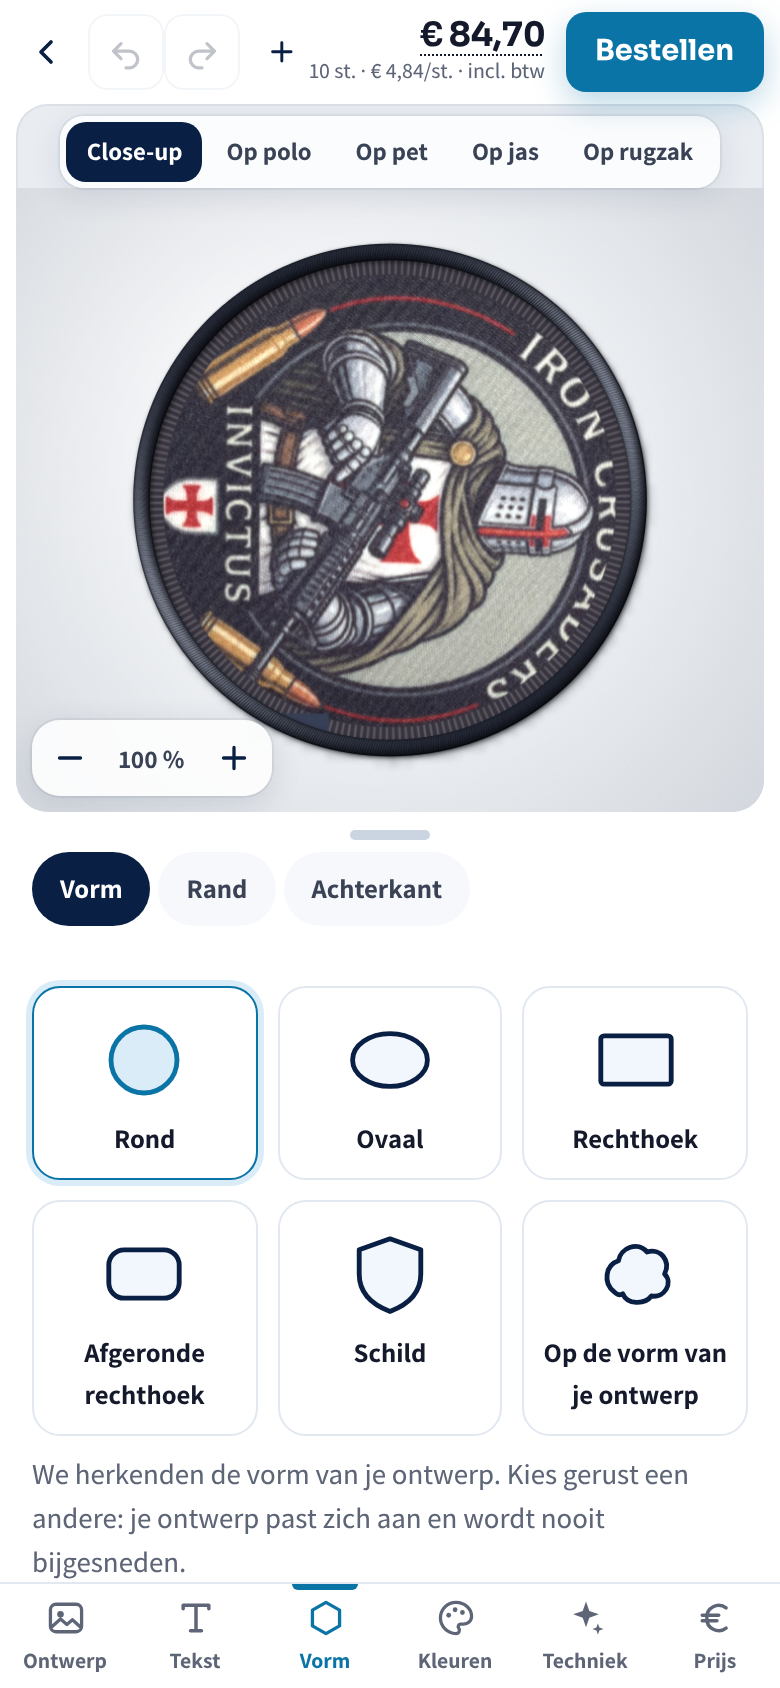 € 84,70
10 st. · € 4,84/st. · incl. btw
Bestellen
Close-up
Op polo
Op pet
Op jas
Op rugzak
IRON CRUSADERS
INVICTUS
100 %
Vorm
Rand
Achterkant
Rond
Ovaal
Rechthoek
Afgeronde
rechthoek
Schild
Op de vorm van
je ontwerp
We herkenden de vorm van je ontwerp. Kies gerust een
andere: je ontwerp past zich aan en wordt nooit
bijgesneden.
Ontwerp
Tekst
Vorm
Kleuren
Techniek
Prijs